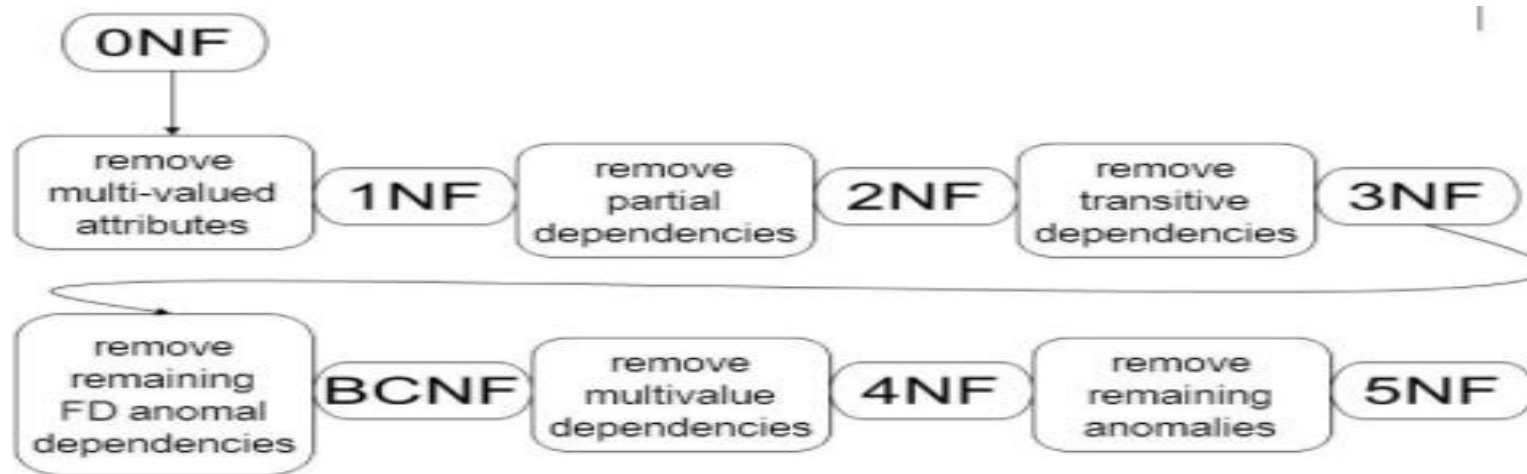 0NF
remove
multi-valued
attributes
1NF
remove
partial
dependencies
2NF
remove
transitive
dependencies
3NF
remove
remaining
FD anomal
dependencies
BCNF
remove
multivalue
dependencies
4NF
remove
remaining
anomalies
5NF